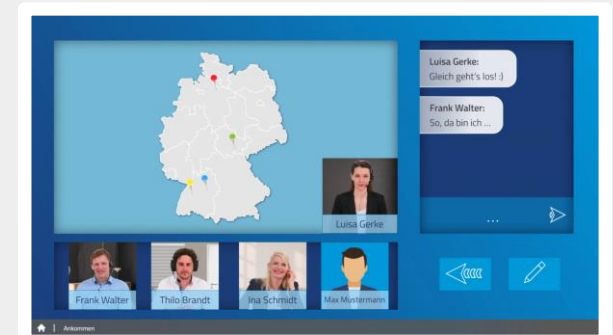 Luisa Gerke:
Gleich geht's los! :)
Frank Walter:
So, da bin ich ...
Luisa Gerke
...
Frank Walter
Thilo Brandt
Ina Schmidt
Max Mustermann
Ankommen